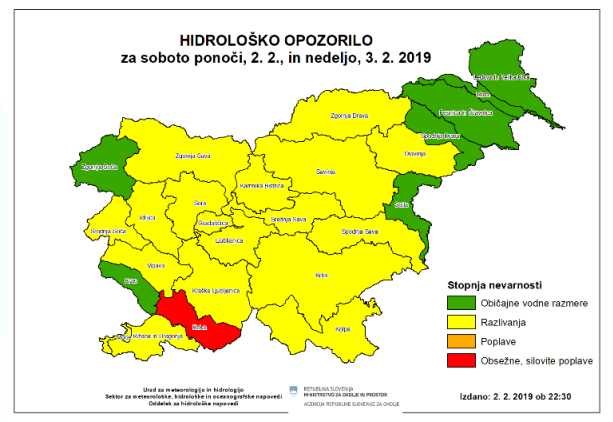 HIDROLOŠKO OPOZORILO
za soboto ponoči, 2. 2., in nedeljo, 3. 2. 2019
Mura
Zgornja Drava
Spodnja Drava
Zgornja Soča
Zgornja Sava
Savinja
Kamniška Bistrica
Sora
Idrijca
Gradaščica
Srednja Sava
Srednja Soča
Ljubljanica
Spodnja Sava
Sotla
Vipava
Krka
Kraška Ljubljanica
Reka
Kolpa
Stopnja nevarnosti
Običajne vodne razmere
Razlivanja
Poplave
Obsežne, silovite poplave
Urad za meteorologijo in hidrologijo
Sektor za meteorološke, hidrološke in oceanografske napovedi
Oddelek za hidrološke napovedi
REPUBLIKA SLOVENIJA
MINISTRSTVO ZA OKOLJE IN PROSTOR
AGENCIJA REPUBLIKE SLOVENIJE ZA OKOLJE
Izdano: 2. 2. 2019 ob 22:30